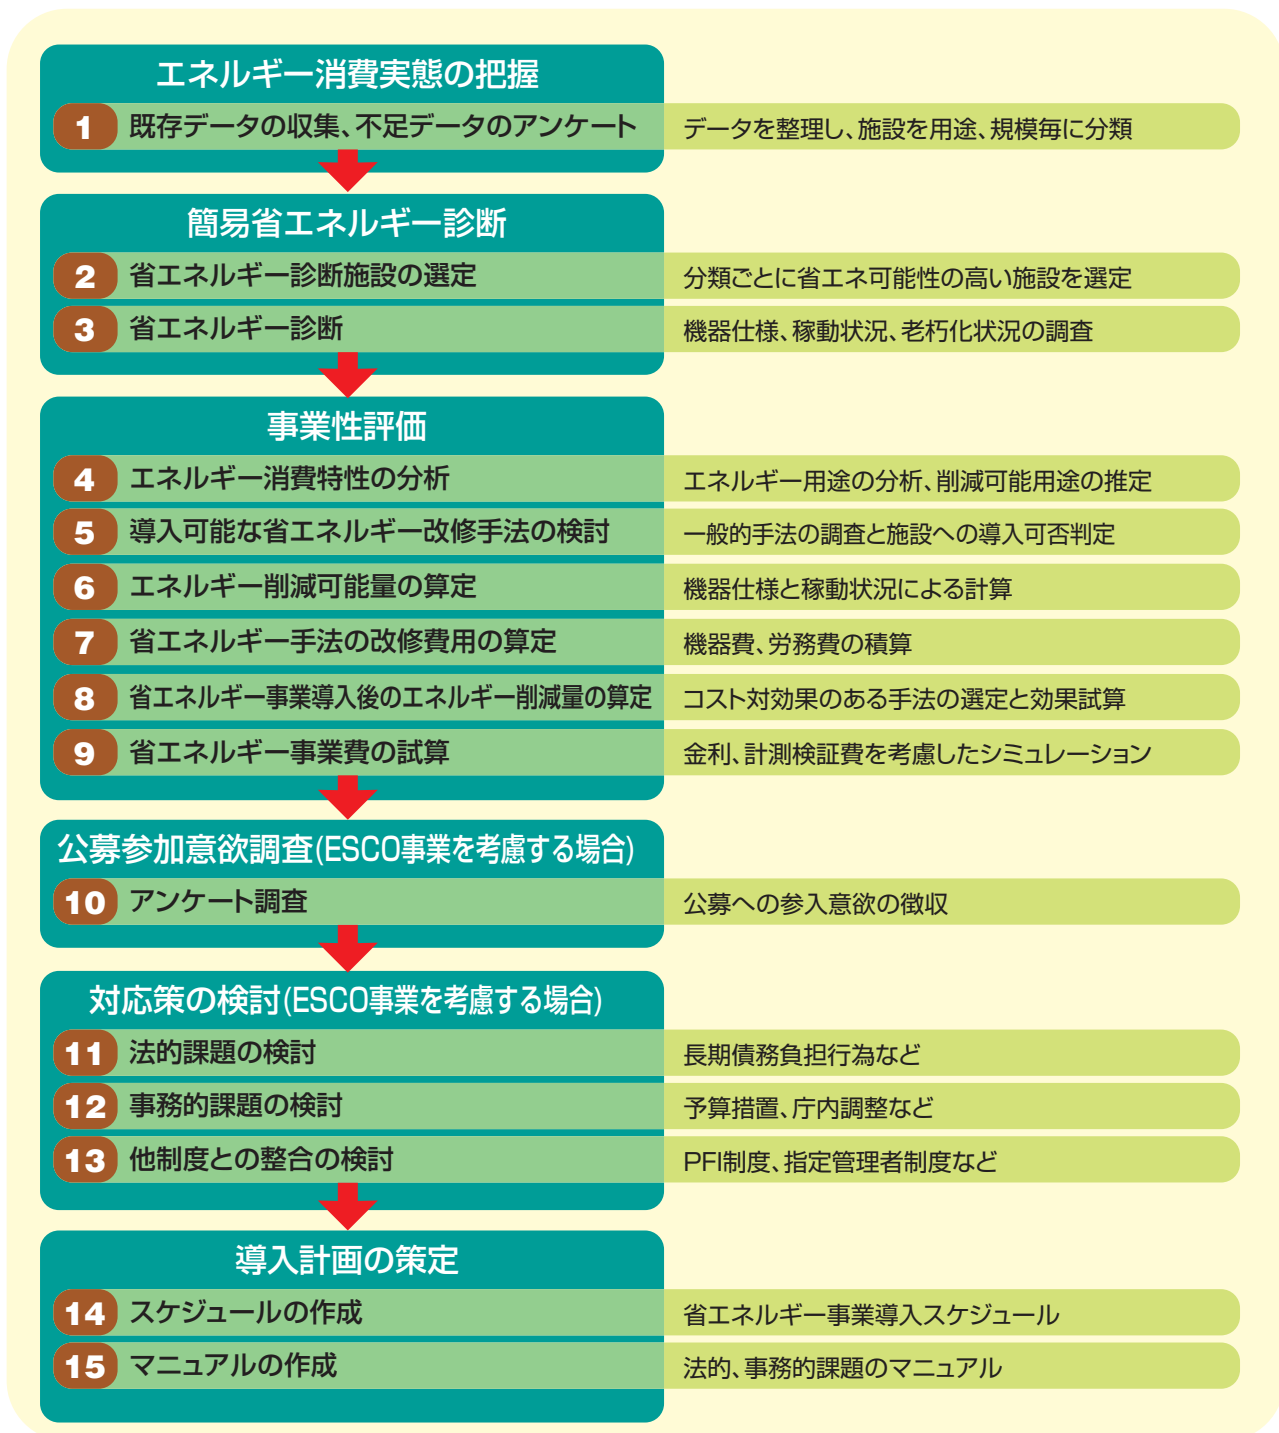 エネルギー消費実態の把握
1 既存データの収集、不足データのアンケート データを整理し、施設を用途、規模毎に分類
簡易省エネルギー診断
2 省エネルギー診断施設の選定 分類ごとに省エネ可能性の高い施設を選定
3 省エネルギー診断 機器仕様、稼動状況、老朽化状況の調査
事業性評価
4 エネルギー消費特性の分析 エネルギー用途の分析、削減可能用途の推定
5 導入可能な省エネルギー改修手法の検討 一般的手法の調査と施設への導入可否判定
6 エネルギー削減可能量の算定 機器仕様と稼動状況による計算
7 省エネルギー手法の改修費用の算定 機器費、労務費の積算
8 省エネルギー事業導入後のエネルギー削減量の算定 コスト対効果のある手法の選定と効果試算
9 省エネルギー事業費の試算 金利、計測検証費を考慮したシミュレーション
公募参加意欲調査(ESCO事業を考慮する場合)
10 アンケート調査 公募への参入意欲の徴収
対応策の検討(ESCO事業を考慮する場合)
11 法的課題の検討 長期債務負担行為など
12 事務的課題の検討 予算措置、庁内調整など
13 他制度との整合の検討 PFI制度、指定管理者制度など
導入計画の策定
14 スケジュールの作成 省エネルギー事業導入スケジュール
15 マニュアルの作成 法的、事務的課題のマニュアル